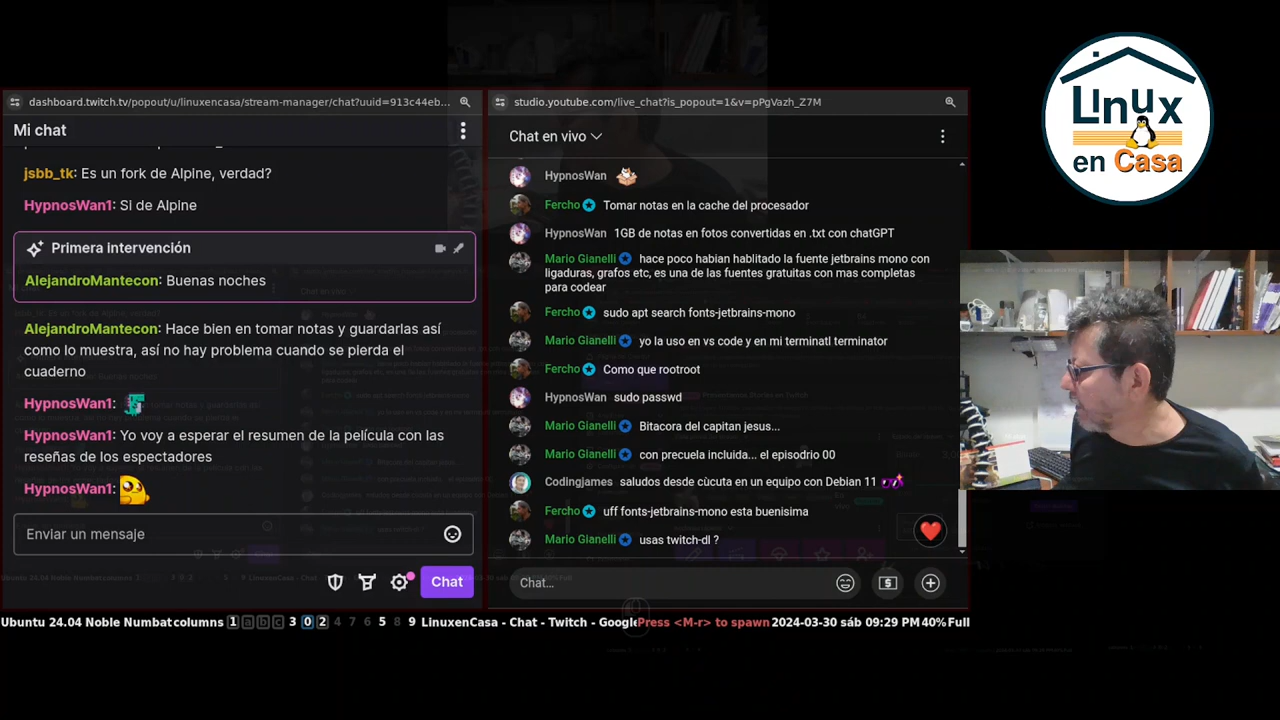 Linux
en Casa
dashboard.twitch.tv/popout/u/linuxencasa/stream-manager/chat?uuid=913c44eb...
Mi chat
jsbb_tk: Es un fork de Alpine, verdad?
HypnosWan1: Si de Alpine
Primera intervención
AlejandroMantecon: Buenas noches
AlejandroMantecon: Hace bien en tomar notas y guardarlas así
como lo muestra, así no hay problema cuando se pierda el
cuaderno
HypnosWan1:
HypnosWan1: Yo voy a esperar el resumen de la película con las
reseñas de los espectadores
HypnosWan1:
Enviar un mensaje
Chat
studio.youtube.com/live_chat?is_popout=1&v=pPgVazh_Z7M
Chat en vivo
HypnosWan
Fercho Tomar notas en la cache del procesador
HypnosWan 1GB de notas en fotos convertidas en .txt con chatGPT
Mario Gianelli hace poco habian hablitado la fuente jetbrains mono con
ligaduras, grafos etc, es una de las fuentes gratuitas con mas completas
para codear
Fercho sudo apt search fonts-jetbrains-mono
Mario Gianelli yo la uso en vs code y en mi terminatl terminator
Fercho Como que rootroot
HypnosWan sudo passwd
Mario Gianelli Bitacora del capitan jesus...
Mario Gianelli con precuela incluida... el episodrio 00
Codingjames saludos desde cùcuta en un equipo con Debian 11
Fercho uff fonts-jetbrains-mono esta buenisima
Mario Gianelli usas twitch-dl ?
Chat...
Ubuntu 24.04 Noble Numbat columns 1 a b c 3 0 2 4 7 6 5 8 9 LinuxenCasa - Chat - Twitch - Google Press <M-r> to spawn 2024-03-30 sáb 09:29 PM 40% Full